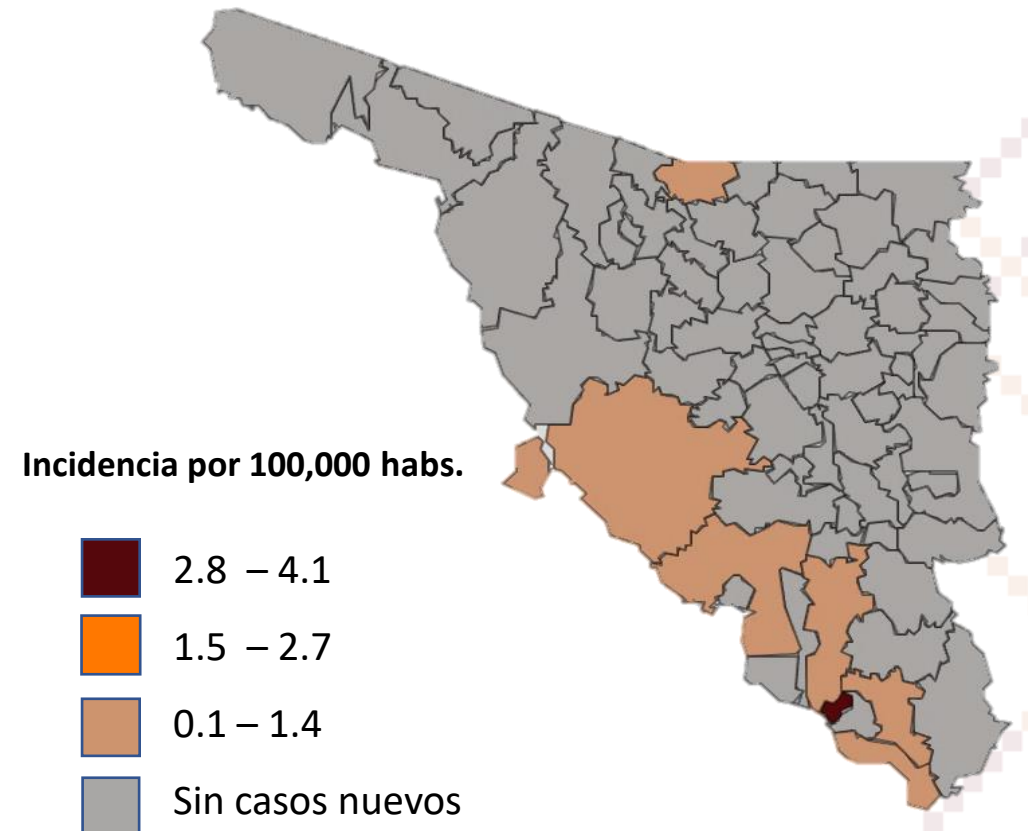 Incidencia por 100,000 habs.
2.8 – 4.1
1.5 – 2.7
0.1 – 1.4
Sin casos nuevos